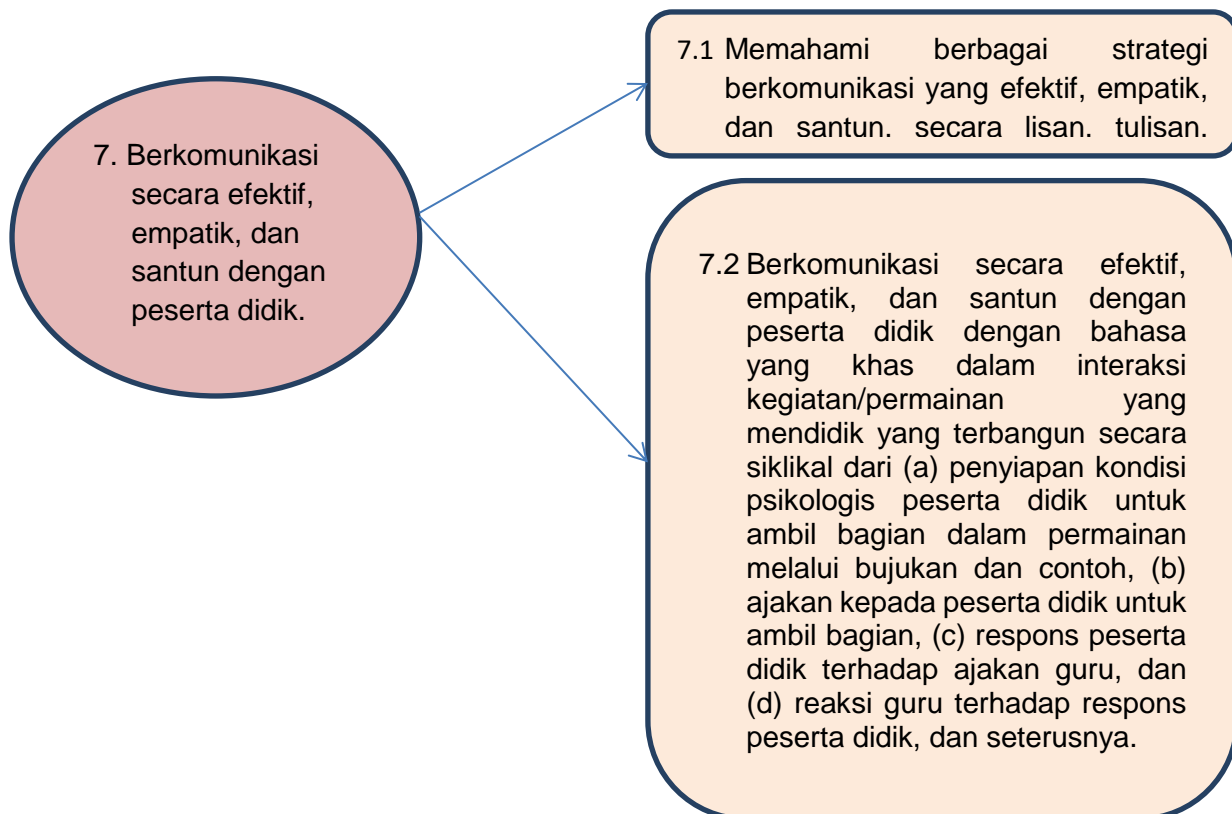 7. Berkomunikasi
secara efektif,
empatik, dan
santun dengan
peserta didik.
7.1 Memahami berbagai strategi
berkomunikasi yang efektif, empatik,
dan santun. secara lisan. tulisan.
7.2 Berkomunikasi secara efektif,
empatik, dan santun dengan
peserta didik dengan bahasa
yang khas dalam interaksi
kegiatan/permainan yang
mendidik yang terbangun secara
siklikal dari (a) penyiapan kondisi
psikologis peserta didik untuk
ambil bagian dalam permainan
melalui bujukan dan contoh, (b)
ajakan kepada peserta didik untuk
ambil bagian, (c) respons peserta
didik terhadap ajakan guru, dan
(d) reaksi guru terhadap respons
peserta didik, dan seterusnya.